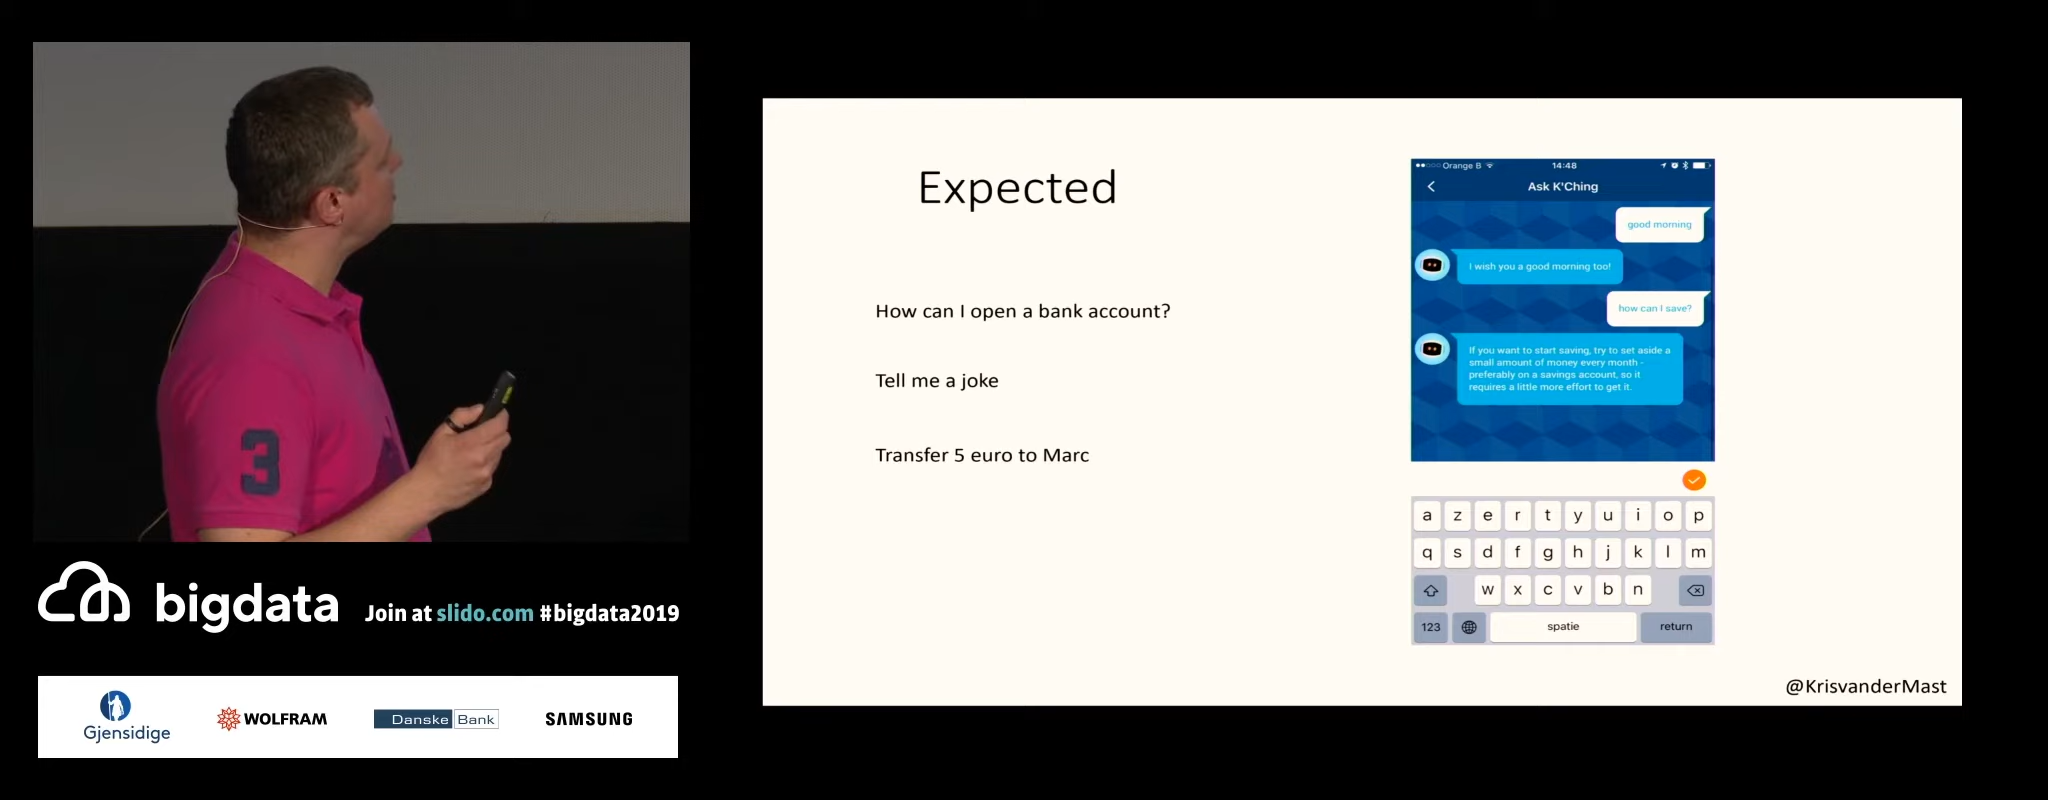 3
bigdata
Join at slido.com #bigdata2019
Gjensidige
WOLFRAM
Danske Bank
SAMSUNG
Expected
How can I open a bank account?
Tell me a joke
Transfer 5 euro to Marc
Orange B 14:48
Ask K'Ching
good morning
I wish you a good morning too!
how can I save?
If you want to start saving, try to set aside a
small amount of money every month -
preferably on a savings account, so it
requires a little more effort to get it.
a z e r t y u i o p
q s d f g h j k l m
w x c v b n
123 spatie return
@KrisvanderMast